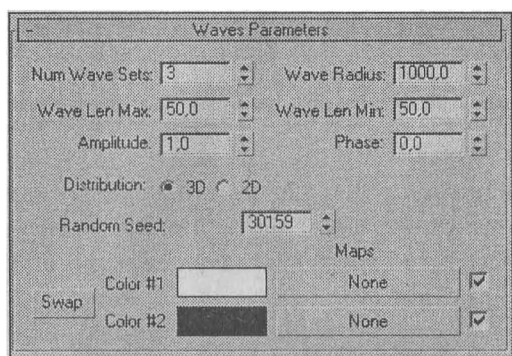 - Waves Parameters
Num Wave Sets: 3 Wave Radius: 1000,0
Wave Len Max: 50,0 Wave Len Min: 50,0
Amplitude: 1,0 Phase: 0,0
Distribution: 3D 2D
Random Seed: 30159
Maps
Color #1 None
Swap
Color #2 None